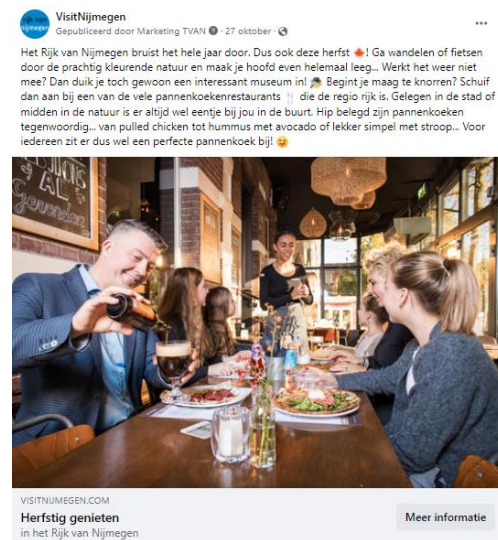 VisitNijmegen
Gepubliceerd door Marketing TVAN · 27 oktober ·
Het Rijk van Nijmegen bruist het hele jaar door. Dus ook deze herfst 🍁! Ga wandelen of fietsen
door de prachtig kleurende natuur en maak je hoofd even helemaal leeg... Werkt het weer niet
mee? Dan duik je toch gewoon een interessant museum in! 🎭 Begint je maag te knorren? Schuif
dan aan bij een van de vele pannenkoekenrestaurants 🍴 die de regio rijk is. Gelegen in de stad of
midden in de natuur is er altijd wel eentje bij jou in de buurt. Hip belegd zijn pannenkoeken
tegenwoordig... van pulled chicken tot hummus met avocado of lekker simpel met stroop... Voor
iedereen zit er dus wel een perfecte pannenkoek bij! 😋
AL
VISITNIJMEGEN.COM
Herfstig genieten
in het Rijk van Nijmegen
Meer informatie